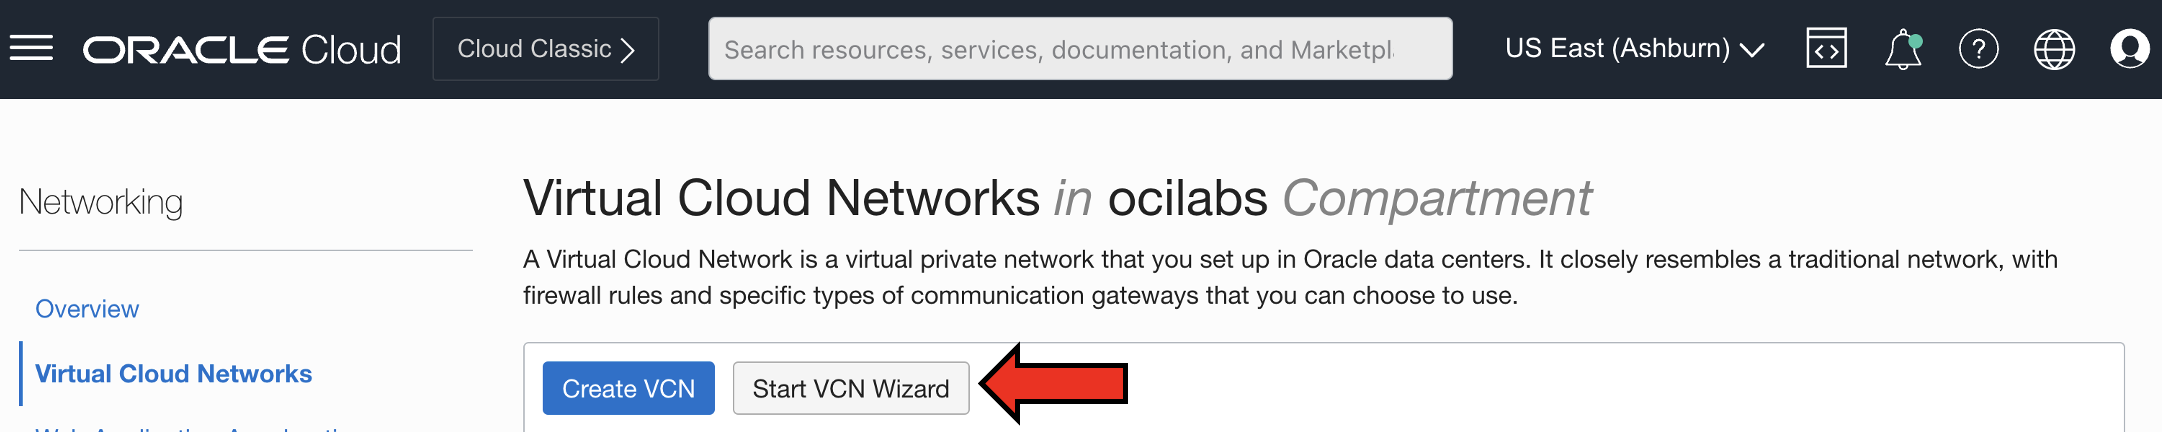 ORACLE Cloud
Cloud Classic
Search resources, services, documentation, and Marketpl
US East (Ashburn)
Networking
Overview
Virtual Cloud Networks
Virtual Cloud Networks in ocilabs Compartment
A Virtual Cloud Network is a virtual private network that you set up in Oracle data centers. It closely resembles a traditional network, with
firewall rules and specific types of communication gateways that you can choose to use.
Create VCN
Start VCN Wizard